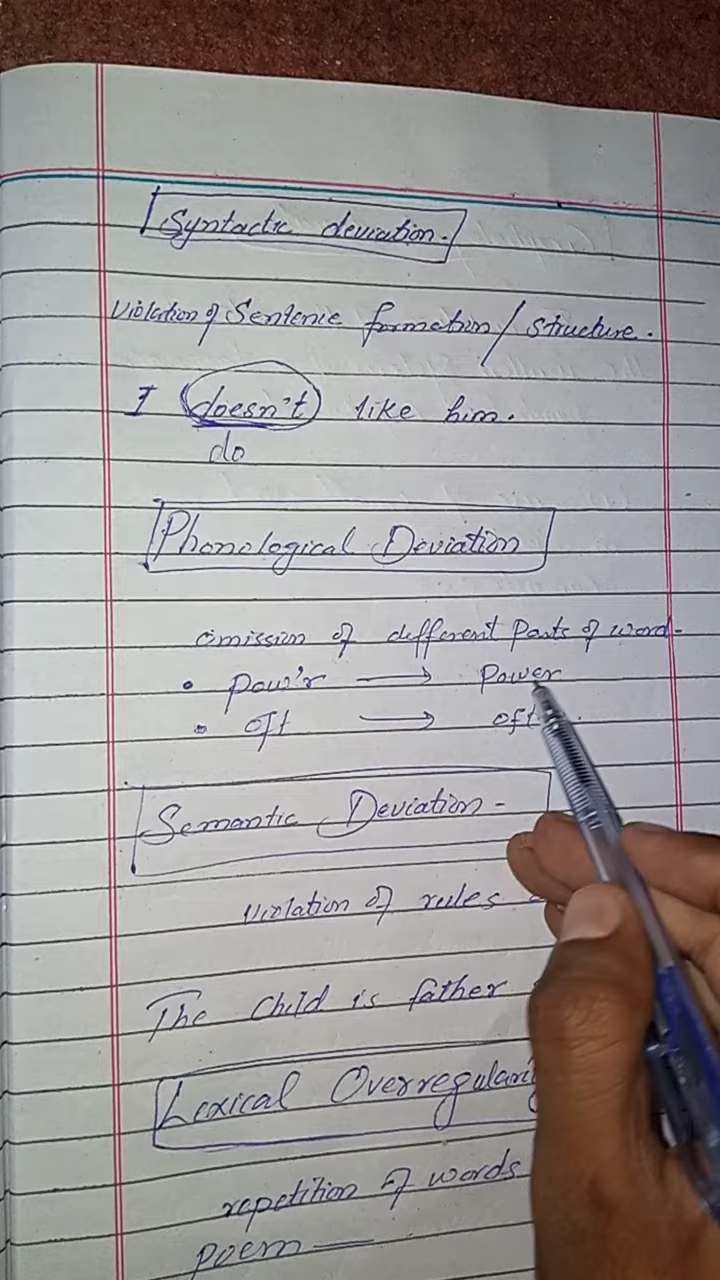 Syntactic deviation.
Violation of Sentence formation / structure.
I doesn't like him.
do
Phonological Deviation
omission of different Parts of word-
• pow'r → Power
• oft → oft
Semantic Deviation -
Violation of rules
The Child is father
Lexical Overregulari
repetition of words
poem —